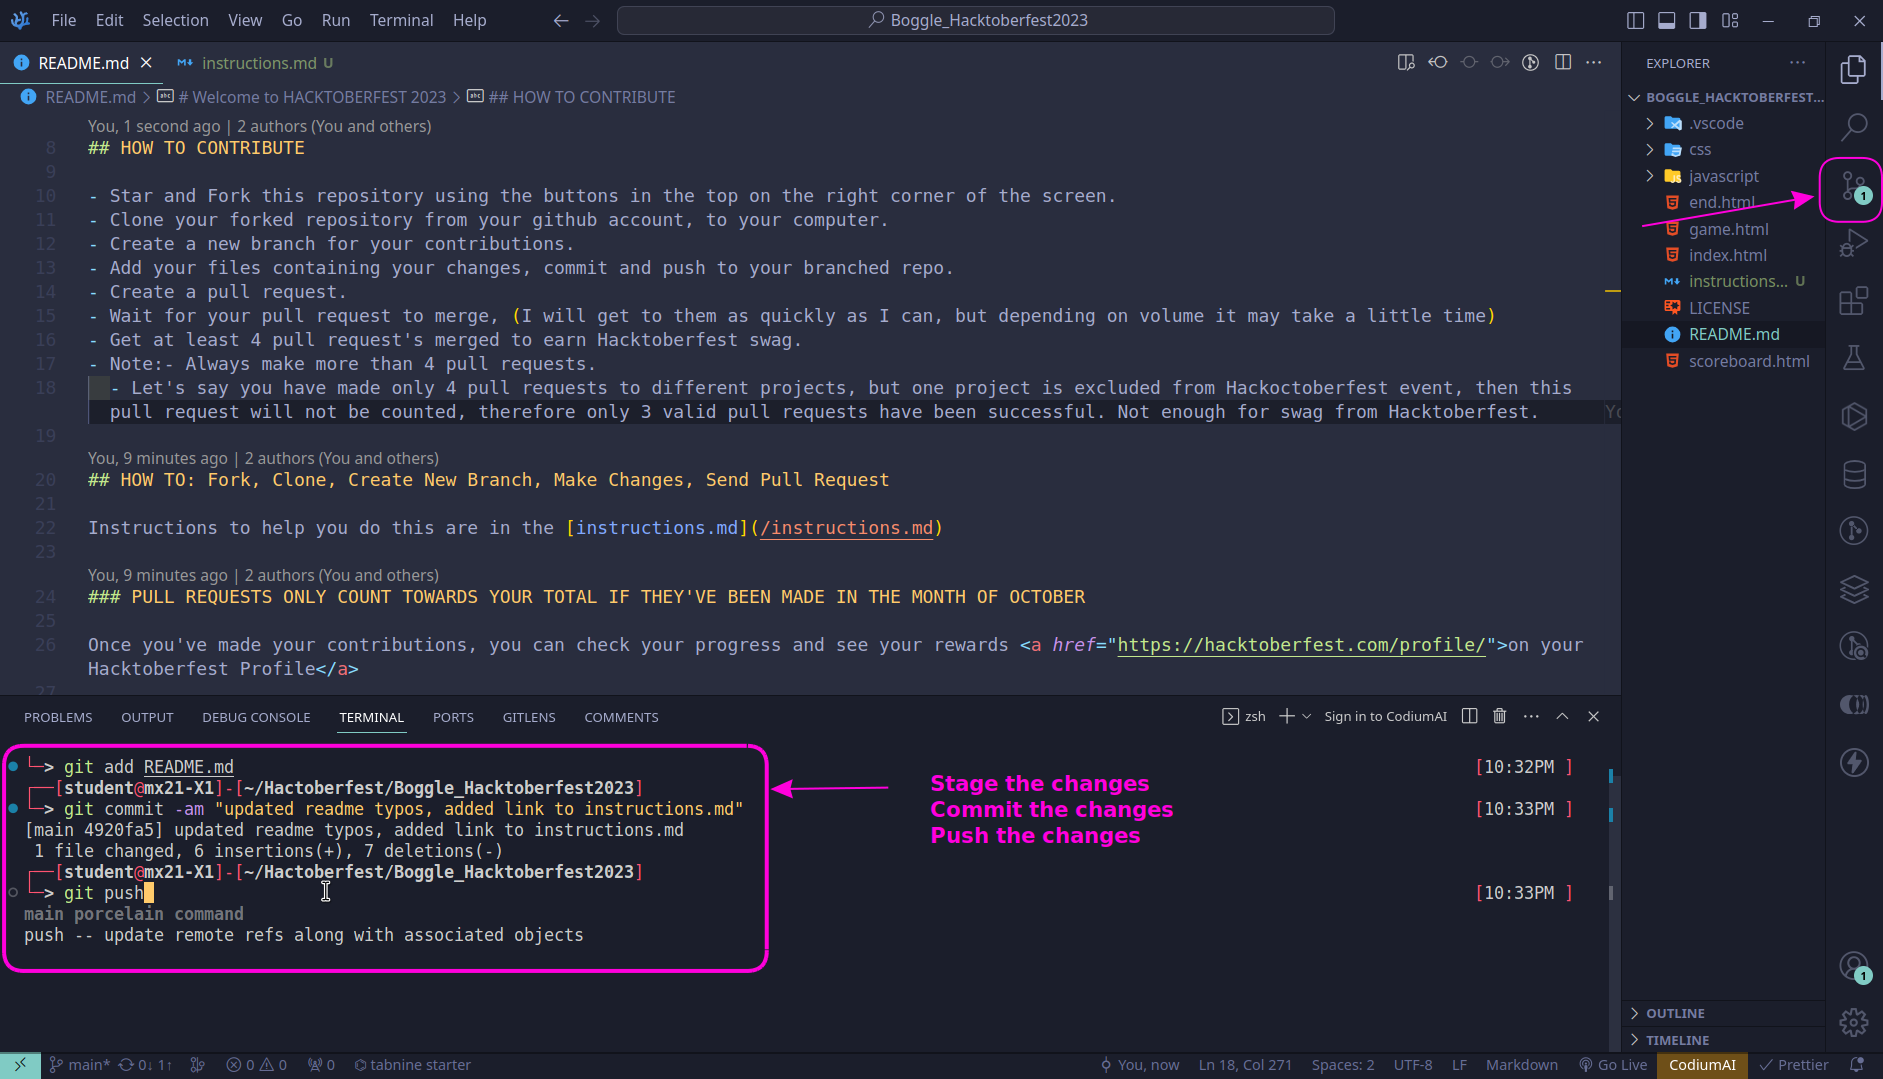 File Edit Selection View Go Run Terminal Help
Boggle_Hacktoberfest2023
README.md
instructions.md U
README.md > # Welcome to HACKTOBERFEST 2023 > ## HOW TO CONTRIBUTE
You, 1 second ago | 2 authors (You and others)
8 ## HOW TO CONTRIBUTE
9
10 - Star and Fork this repository using the buttons in the top on the right corner of the screen.
11 - Clone your forked repository from your github account, to your computer.
12 - Create a new branch for your contributions.
13 - Add your files containing your changes, commit and push to your branched repo.
14 - Create a pull request.
15 - Wait for your pull request to merge, (I will get to them as quickly as I can, but depending on volume it may take a little time)
16 - Get at least 4 pull request's merged to earn Hacktoberfest swag.
17 - Note:- Always make more than 4 pull requests.
18 - Let's say you have made only 4 pull requests to different projects, but one project is excluded from Hackoctoberfest event, then this
pull request will not be counted, therefore only 3 valid pull requests have been successful. Not enough for swag from Hacktoberfest.
19
You, 9 minutes ago | 2 authors (You and others)
20 ## HOW TO: Fork, Clone, Create New Branch, Make Changes, Send Pull Request
21
22 Instructions to help you do this are in the [instructions.md](/instructions.md)
23
You, 9 minutes ago | 2 authors (You and others)
24 ### PULL REQUESTS ONLY COUNT TOWARDS YOUR TOTAL IF THEY'VE BEEN MADE IN THE MONTH OF OCTOBER
25
26 Once you've made your contributions, you can check your progress and see your rewards <a href="https://hacktoberfest.com/profile/">on your
Hacktoberfest Profile</a>
27
EXPLORER
BOGGLE_HACKTOBERFEST...
.vscode
css
javascript
end.html
game.html
index.html
instructions... U
LICENSE
README.md
scoreboard.html
1
PROBLEMS OUTPUT DEBUG CONSOLE TERMINAL PORTS GITLENS COMMENTS
zsh
Sign in to CodiumAI
> git add README.md [10:32PM ]
[student@mx21-X1]-[~/Hactoberfest/Boggle_Hacktoberfest2023]
> git commit -am "updated readme typos, added link to instructions.md" [10:33PM ]
[main 4920fa5] updated readme typos, added link to instructions.md
1 file changed, 6 insertions(+), 7 deletions(-)
[student@mx21-X1]-[~/Hactoberfest/Boggle_Hacktoberfest2023]
> git push [10:33PM ]
main porcelain command
push -- update remote refs along with associated objects
Stage the changes
Commit the changes
Push the changes
1
OUTLINE
TIMELINE
main* 0↓ 1↑ 0 0 0 tabnine starter
You, now Ln 18, Col 271 Spaces: 2 UTF-8 LF Markdown Go Live CodiumAI Prettier